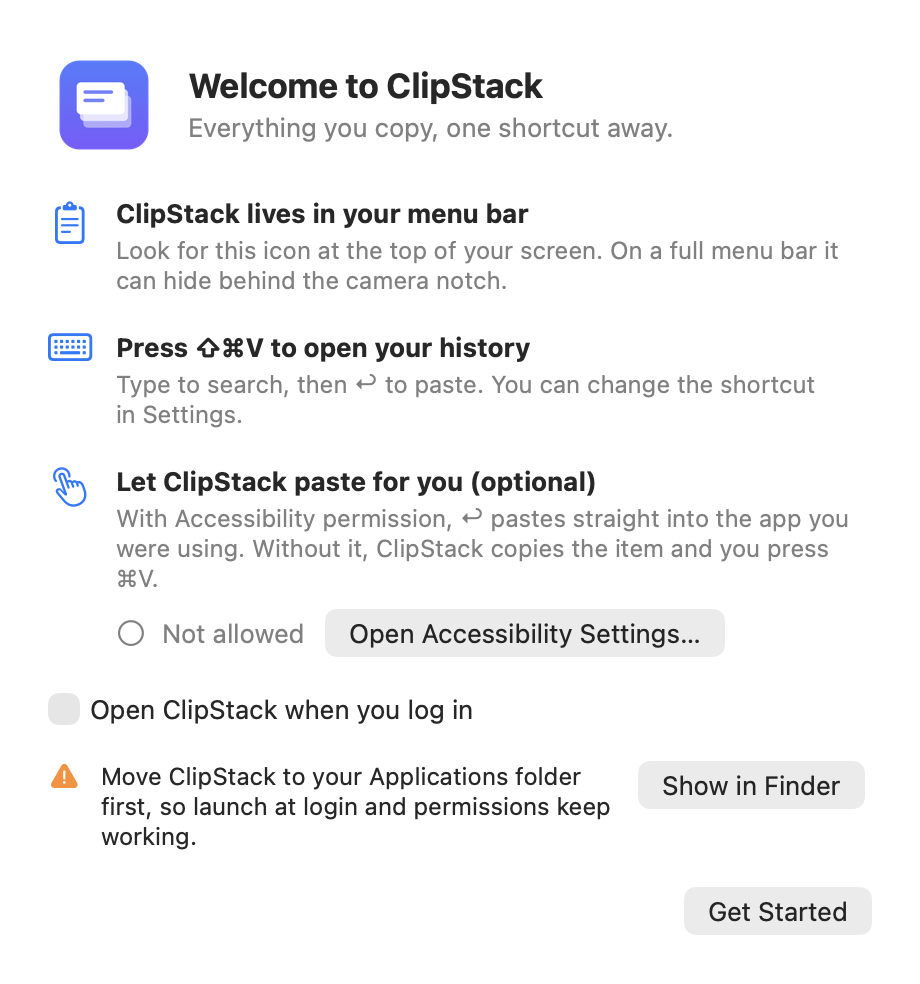 Welcome to ClipStack
Everything you copy, one shortcut away.
ClipStack lives in your menu bar
Look for this icon at the top of your screen. On a full menu bar it
can hide behind the camera notch.
Press ⇧⌘V to open your history
Type to search, then ↩ to paste. You can change the shortcut
in Settings.
Let ClipStack paste for you (optional)
With Accessibility permission, ↩ pastes straight into the app you
were using. Without it, ClipStack copies the item and you press
⌘V.
Not allowed
Open Accessibility Settings...
Open ClipStack when you log in
Move ClipStack to your Applications folder
first, so launch at login and permissions keep
working.
Show in Finder
Get Started